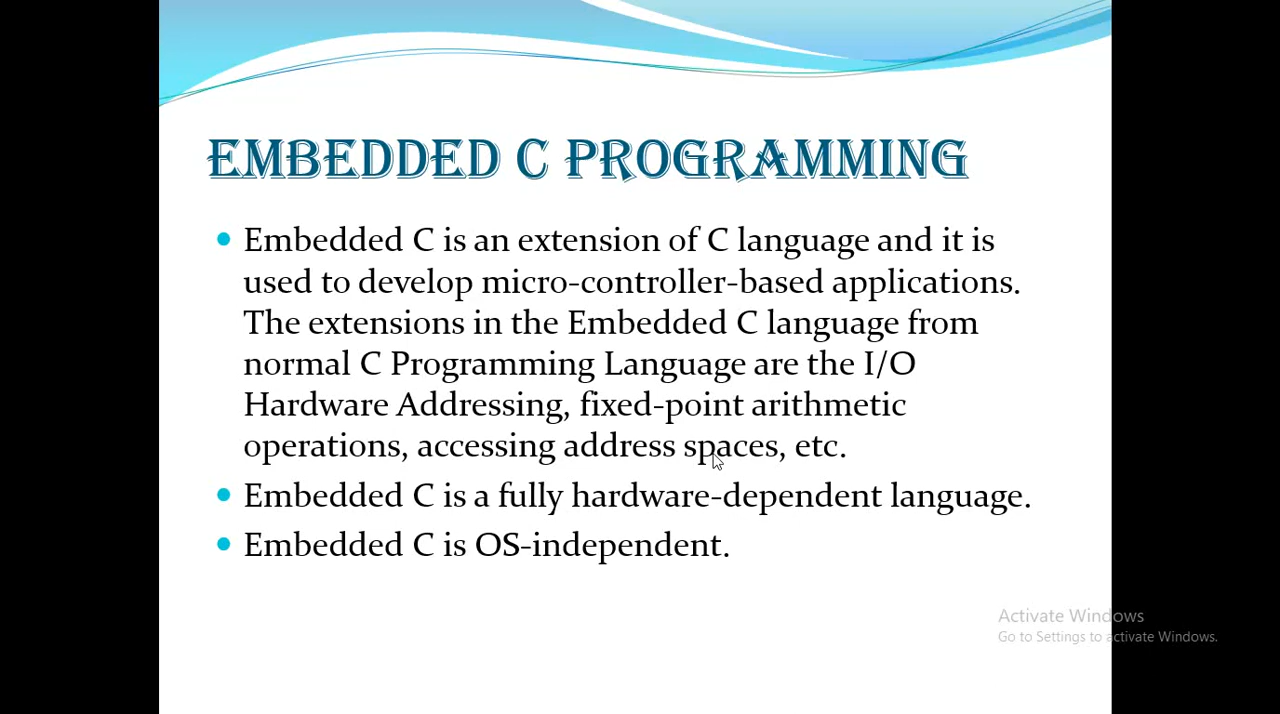 EMBEDDED C PROGRAMMING
Embedded C is an extension of C language and it is
used to develop micro-controller-based applications.
The extensions in the Embedded C language from
normal C Programming Language are the I/O
Hardware Addressing, fixed-point arithmetic
operations, accessing address spaces, etc.
Embedded C is a fully hardware-dependent language.
Embedded C is OS-independent.
Activate Windows
Go to Settings to activate Windows.